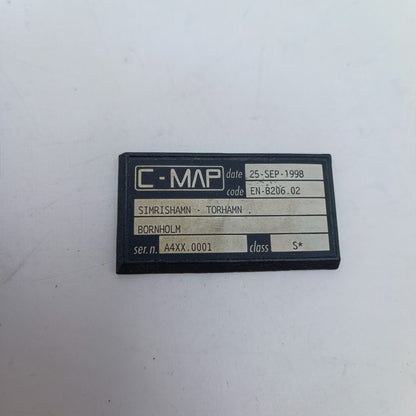 C-MAP date 25-SEP-1998
code EN-B206.02
SIMRISHAMN - TORHAMN .
BORNHOLM
ser.n. A4XX.0001 class S*